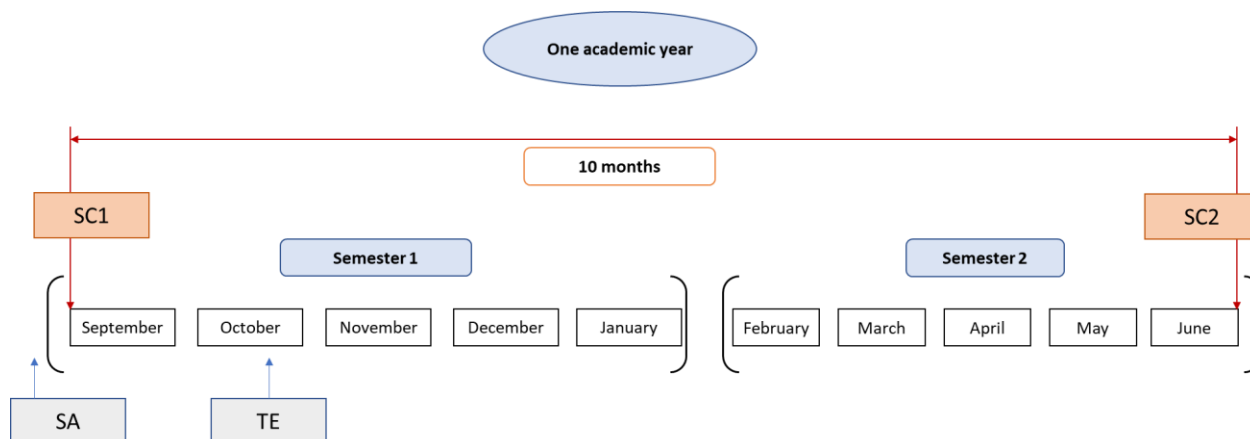 One academic year
10 months
SC1
SC2
Semester 1
Semester 2
September October November December January February March April May June
SA
TE